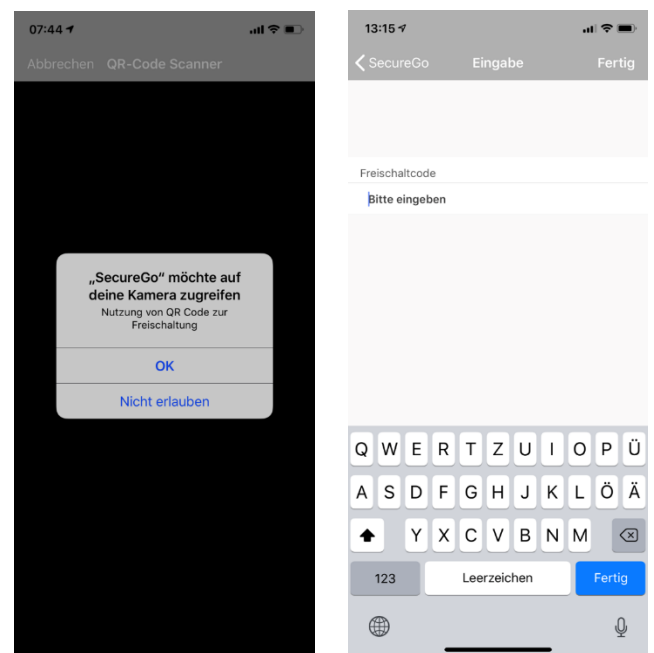 07:44
Abbrechen QR-Code Scanner
„SecureGo“ möchte auf
deine Kamera zugreifen
Nutzung von QR Code zur
Freischaltung
OK
Nicht erlauben
13:15
SecureGo Eingabe Fertig
Freischaltcode
Bitte eingeben
Q W E R T Z U I O P Ü
A S D F G H J K L Ö Ä
Y X C V B N M
123 Leerzeichen Fertig